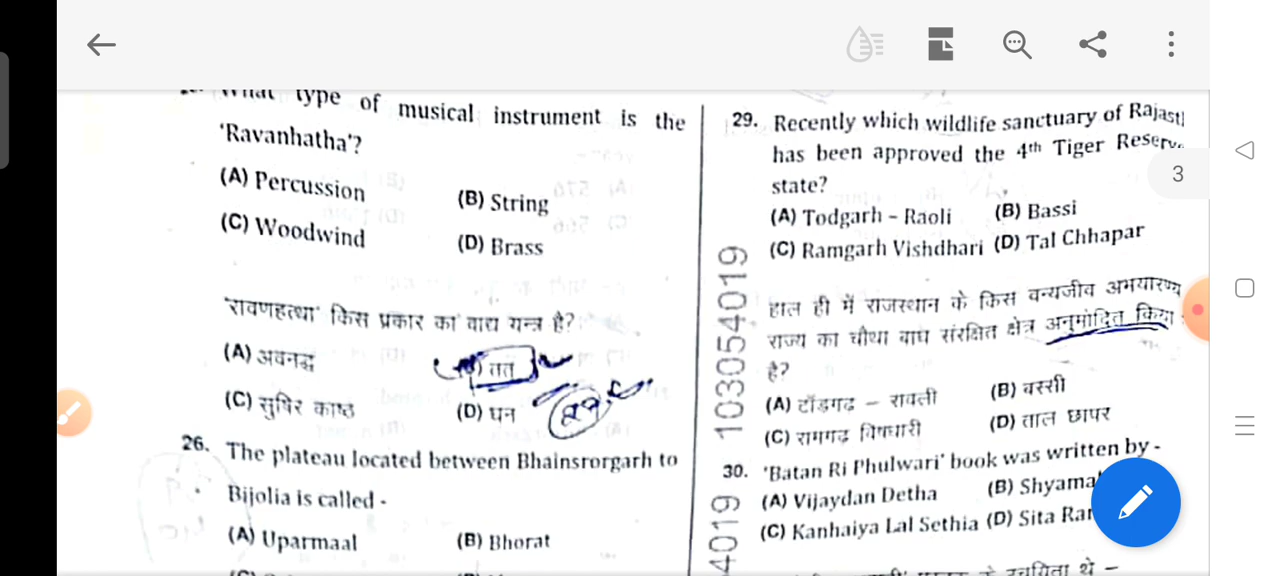 What type of musical instrument is the
'Ravanhatha'?
(A) Percussion
(B) String
(C) Woodwind
(D) Brass
'रावणहत्था' किस प्रकार का वाद्य यन्त्र है?
(A) अवनद्ध
तत
(C) सुषिर काष्ठ
(D) घन
29
26. The plateau located between Bhainsrorgarh to
Bijolia is called -
(A) Uparmaal
(B) Bhorat
103054019
4019
29. Recently which wildlife sanctuary of Rajast
has been approved the 4th Tiger Reserv
state?
(A) Todgarh - Raoli (B) Bassi
(C) Ramgarh Vishdhari (D) Tal Chhapar
हाल ही में राजस्थान के किस वन्यजीव अभयारण्य
राज्य का चौथा बाघ संरक्षित क्षेत्र अनुमोदित किया
है?
(A) टॉडगढ – रावली (B) बस्सी
(C) रामगढ विषधारी (D) ताल छापर
30. 'Batan Ri Phulwari' book was written by -
(A) Vijaydan Detha (B) Shyama
(C) Kanhaiya Lal Sethia (D) Sita Ra
3